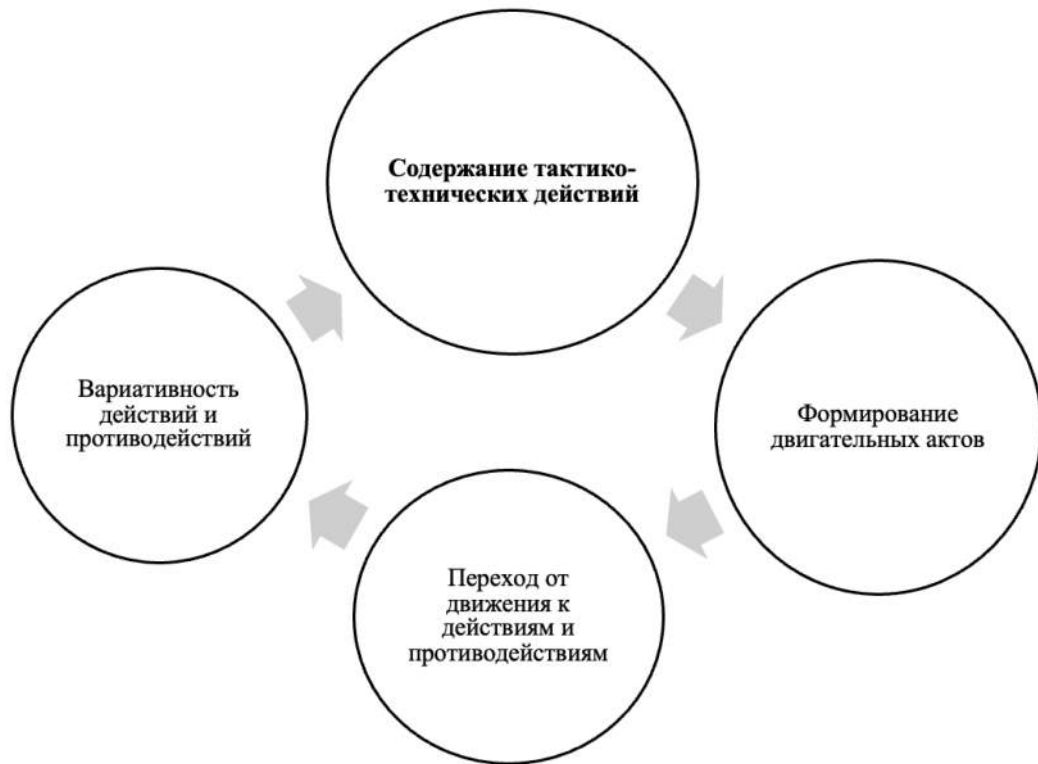 Содержание тактико-
технических действий
Вариативность
действий и
противодействий
Формирование
двигательных актов
Переход от
движения к
действиям и
противодействиям